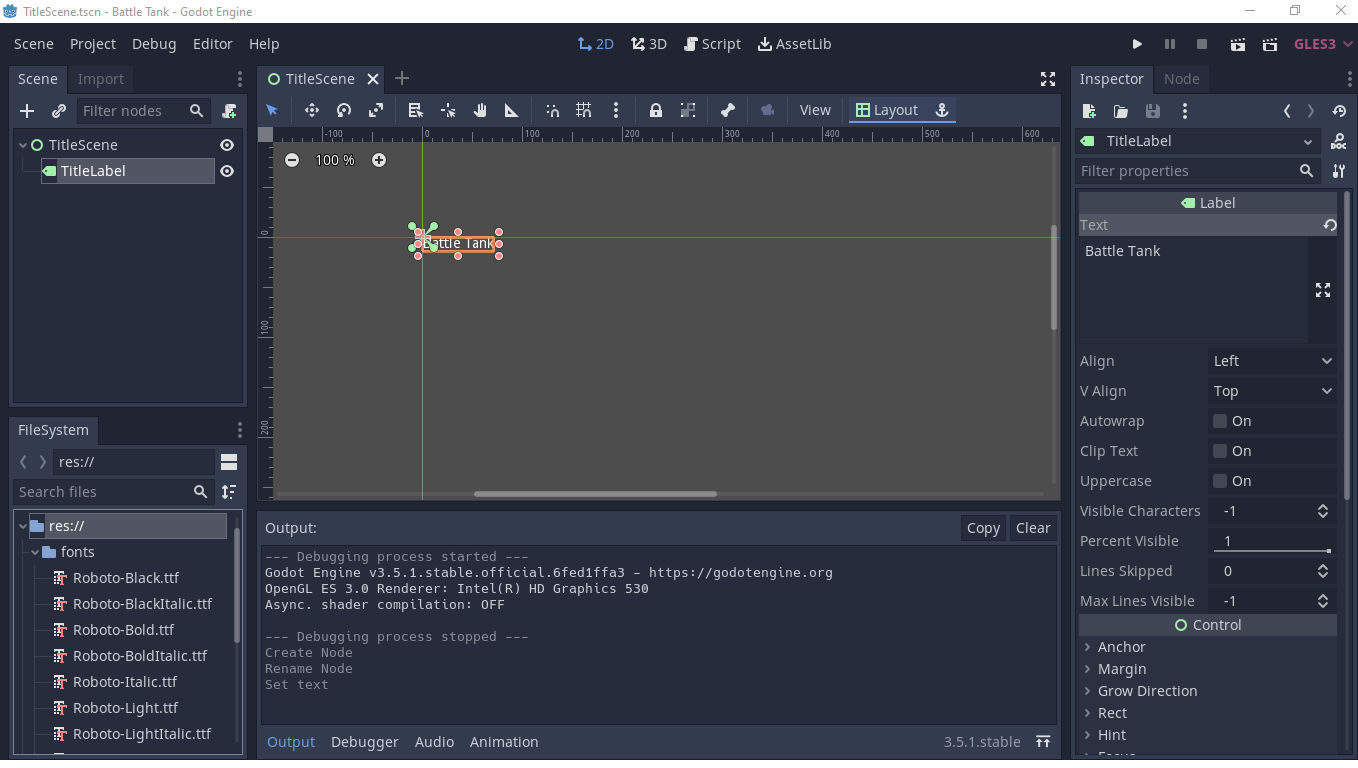 TitleScene.tscn - Battle Tank - Godot Engine
Scene Project Debug Editor Help
2D 3D Script AssetLib
GLES3
Scene Import
Filter nodes
TitleScene
TitleLabel
FileSystem
res://
Search files
res://
fonts
Roboto-Black.ttf
Roboto-BlackItalic.ttf
Roboto-Bold.ttf
Roboto-BoldItalic.ttf
Roboto-Italic.ttf
Roboto-Light.ttf
Roboto-LightItalic.ttf
TitleScene
View Layout
-100 0 100 200 300 400 500 600
100 %
0
100
200
Battle Tank
Output:
Copy Clear
--- Debugging process started ---
Godot Engine v3.5.1.stable.official.6fed1ffa3 - https://godotengine.org
OpenGL ES 3.0 Renderer: Intel(R) HD Graphics 530
Async. shader compilation: OFF
--- Debugging process stopped ---
Create Node
Rename Node
Set text
Output Debugger Audio Animation
3.5.1.stable
Inspector Node
TitleLabel
DOC
Filter properties
Label
Text
Battle Tank
Align Left
V Align Top
Autowrap On
Clip Text On
Uppercase On
Visible Characters -1
Percent Visible 1
Lines Skipped 0
Max Lines Visible -1
Control
Anchor
Margin
Grow Direction
Rect
Hint
Focus